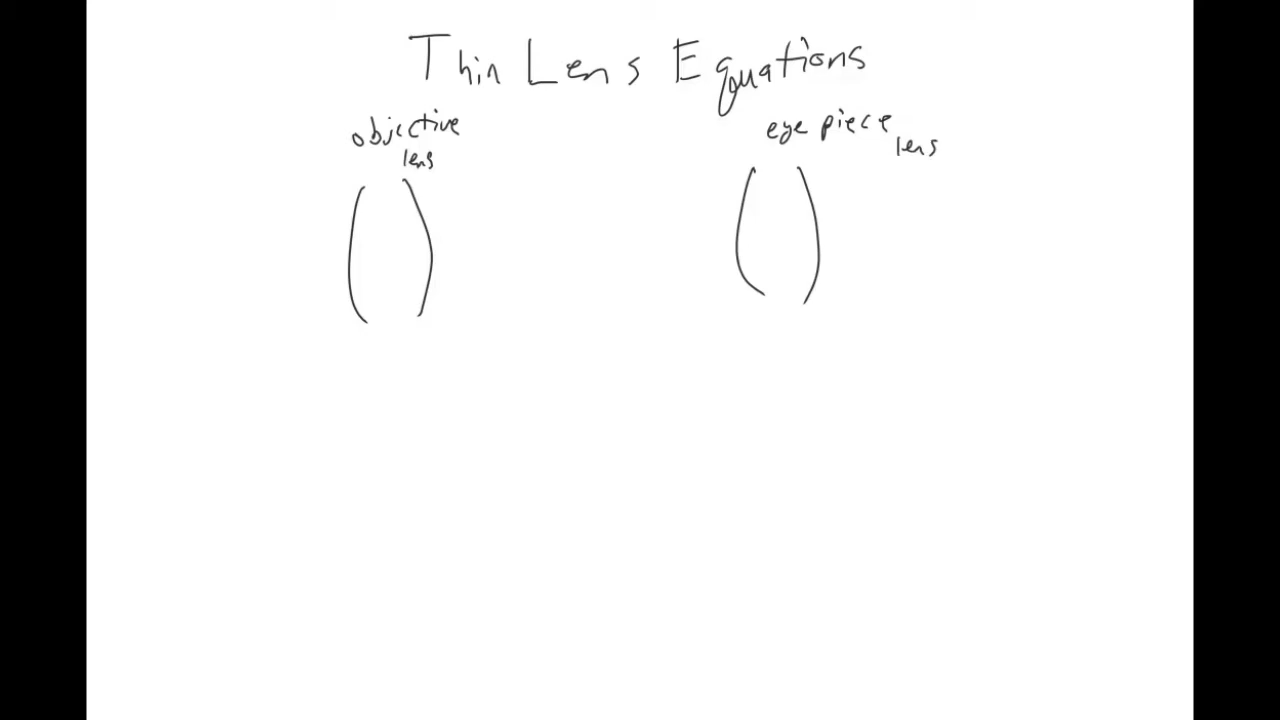 Thin Lens Equations
objective
lens
eye piece
lens